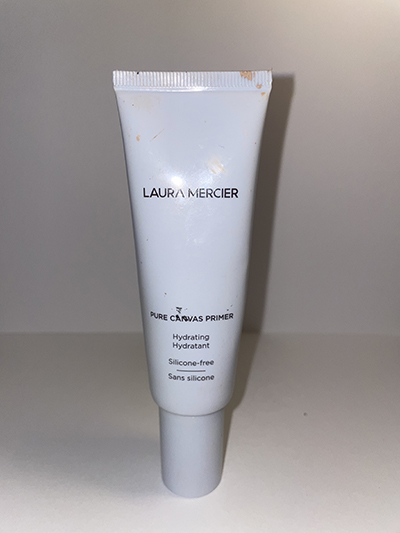 LAURA MERCIER
PURE CANVAS PRIMER
Hydrating
Hydratant
Silicone-free
Sans silicone